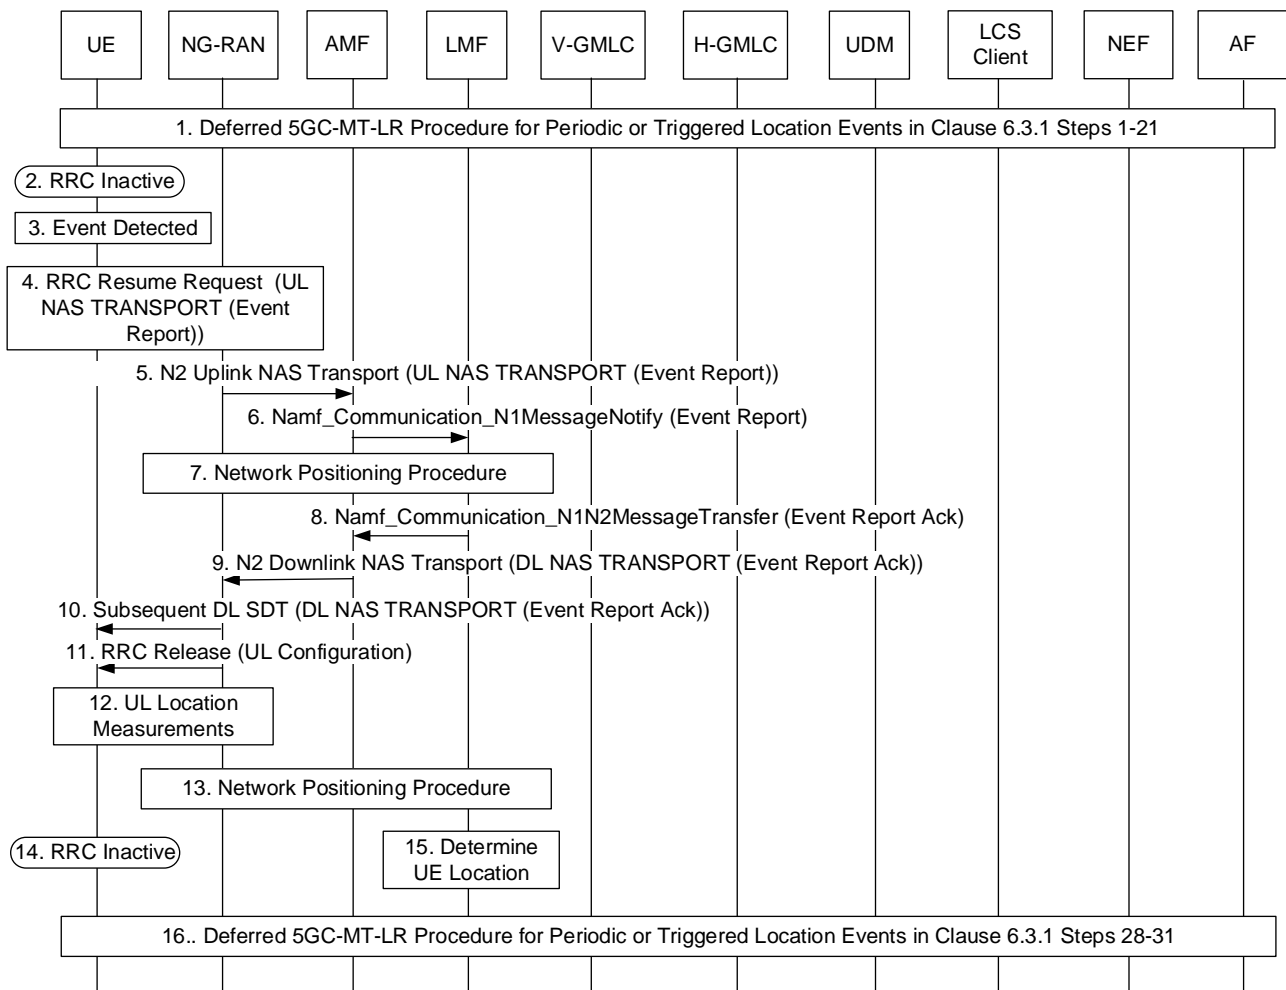 UE
NG-RAN
AMF
LMF
V-GMLC
H-GMLC
UDM
LCS
Client
NEF
AF
1. Deferred 5GC-MT-LR Procedure for Periodic or Triggered Location Events in Clause 6.3.1 Steps 1-21
2. RRC Inactive
3. Event Detected
4. RRC Resume Request (UL
NAS TRANSPORT (Event
Report))
5. N2 Uplink NAS Transport (UL NAS TRANSPORT (Event Report))
6. Namf_Communication_N1MessageNotify (Event Report)
7. Network Positioning Procedure
8. Namf_Communication_N1N2MessageTransfer (Event Report Ack)
9. N2 Downlink NAS Transport (DL NAS TRANSPORT (Event Report Ack))
10. Subsequent DL SDT (DL NAS TRANSPORT (Event Report Ack))
11. RRC Release (UL Configuration)
12. UL Location
Measurements
13. Network Positioning Procedure
14. RRC Inactive
15. Determine
UE Location
16.. Deferred 5GC-MT-LR Procedure for Periodic or Triggered Location Events in Clause 6.3.1 Steps 28-31